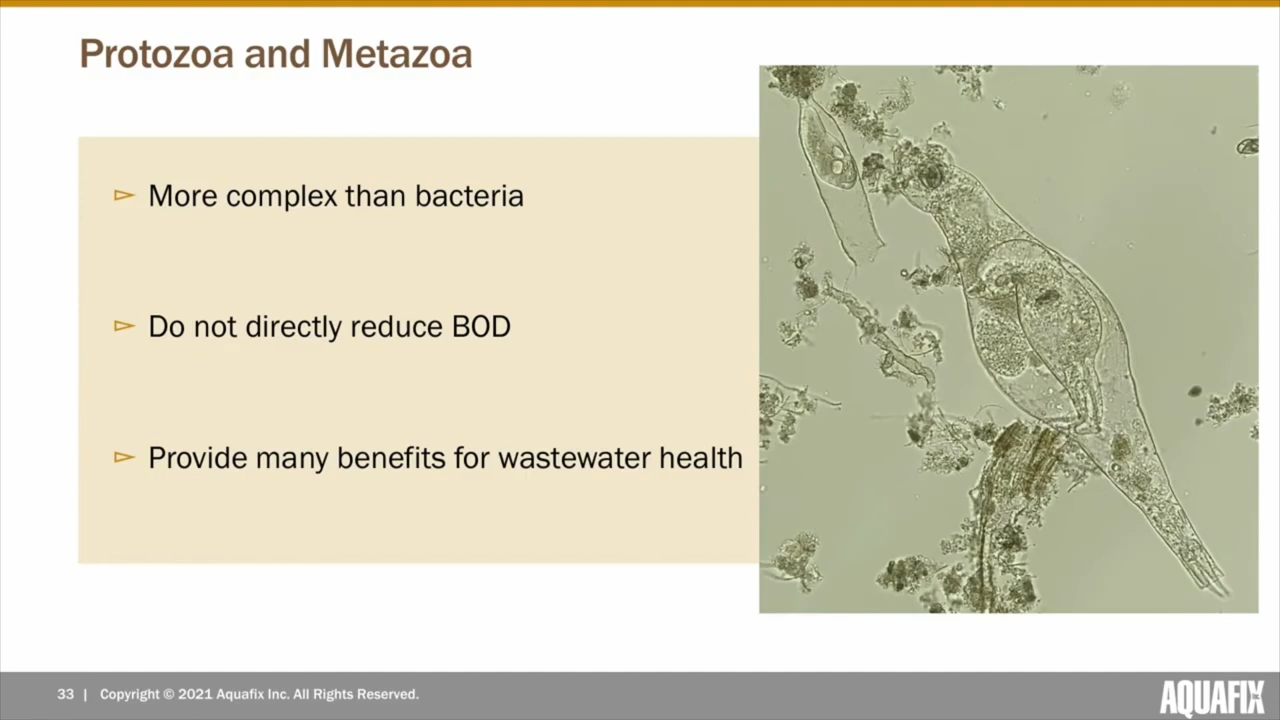 Protozoa and Metazoa
More complex than bacteria
Do not directly reduce BOD
Provide many benefits for wastewater health
33 | Copyright © 2021 Aquafix Inc. All Rights Reserved.
AQUAFIX